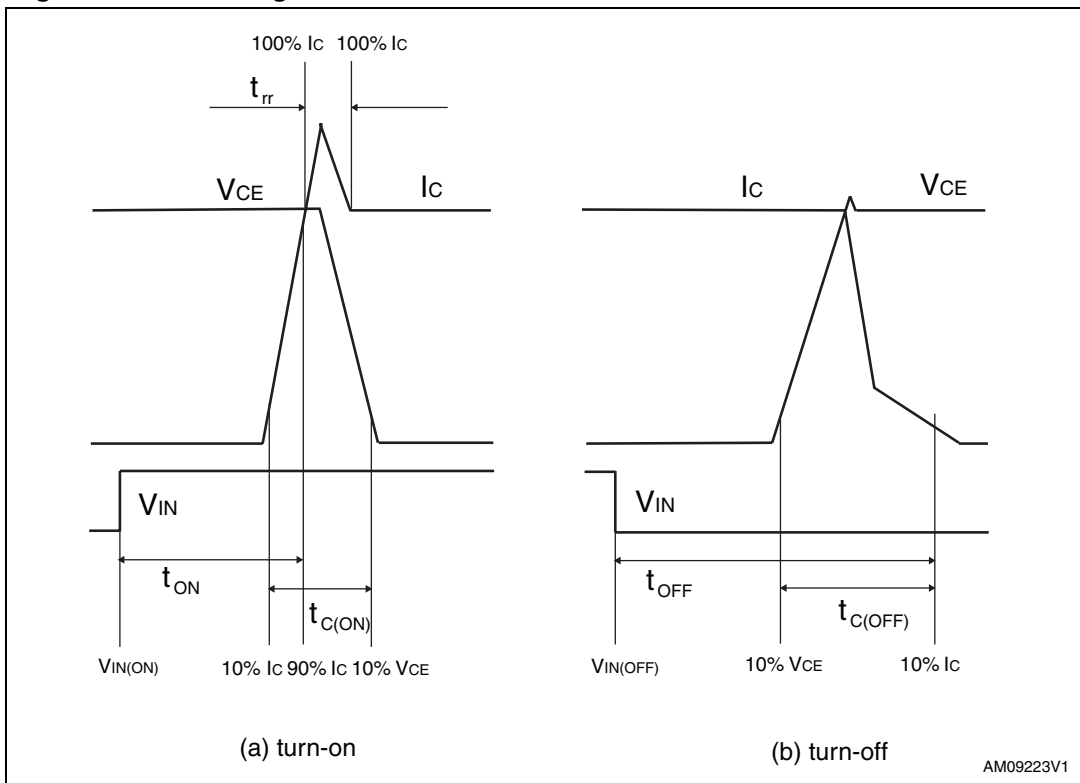 100% IC 100% IC
trr
VCE
IC
VIN
tON
tC(ON)
VIN(ON)
10% IC 90% IC 10% VCE
(a) turn-on
IC
VCE
VIN
tOFF
tC(OFF)
VIN(OFF)
10% VCE
10% IC
(b) turn-off
AM09223V1